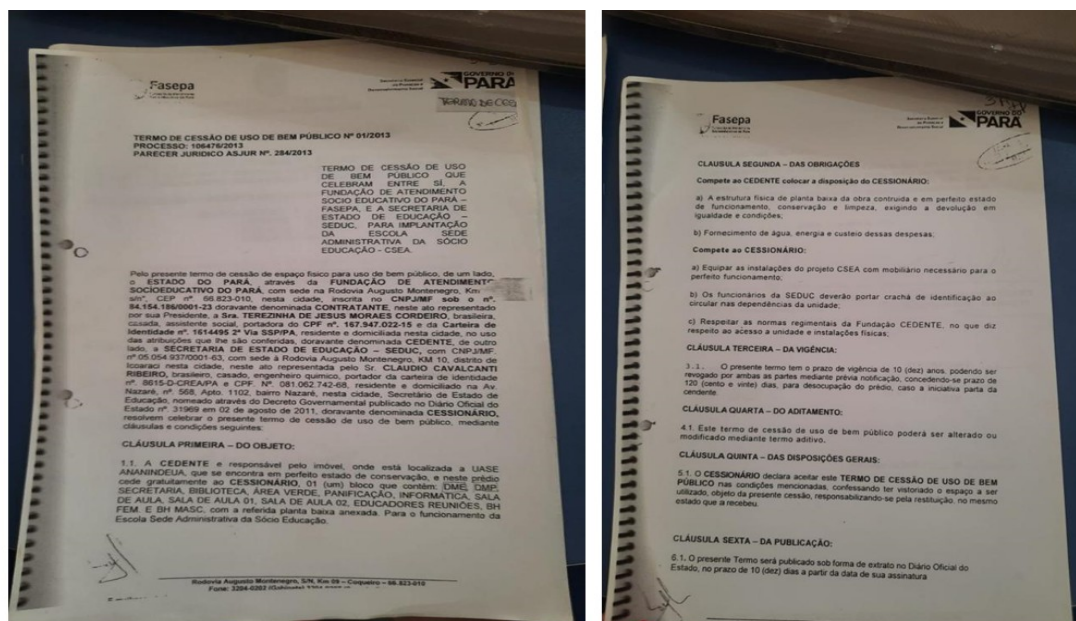 Fasepa
GOVERNO DO
PARÁ
TERMO DE CESSÃO DE USO DE BEM PÚBLICO Nº 01/2013
PROCESSO: 106476/2013
PARECER JURIDICO ASJUR Nº. 284/2013
TERMO DE CESSÃO DE USO
DE BEM PÚBLICO QUE
CELEBRAM ENTRE SÍ, A
FUNDAÇÃO DE ATENDIMENTO
SOCIO EDUCATIVO DO PARÁ –
FASEPA, E A SECRETARIA DE
ESTADO DE EDUCAÇÃO –
SEDUC, PARA IMPLANTAÇÃO
DA ESCOLA SEDE
ADMINISTRATIVA DA SÓCIO
EDUCAÇÃO - CSEA.
Pelo presente termo de cessão de espaço físico para uso de bem público, de um lado,
o ESTADO DO PARÁ, através da FUNDAÇÃO DE ATENDIMENTO
SOCIOEDUCATIVO DO PARÁ, com sede na Rodovia Augusto Montenegro, Km
s/nº, CEP nº 66.823-010, nesta cidade, inscrita no CNPJ/MF sob o nº.
84.154.186/0001-23 doravante denominada CONTRATANTE, neste ato representado
por sua Presidente, a Sra. TEREZINHA DE JESUS MORAES CORDEIRO, brasileira,
casada, assistente social, portadora do CPF nº. 167.947.022-15 e da Carteira de
Identidade nº. 1614495 2ª Via SSP/PA, residente e domiciliada nesta cidade, no uso
das atribuições que lhe são conferidas, doravante denominada CEDENTE, de outro
lado, a SECRETARIA DE ESTADO DE EDUCAÇÃO – SEDUC, com CNPJ/MF.
nº.05.054.937/0001-63, com sede à Rodovia Augusto Montenegro, KM 10, distrito de
Icoaraci nesta cidade, neste ato representado pelo Sr. CLAUDIO CAVALCANTI
RIBEIRO, brasileiro, casado, engenheiro químico, portador da carteira de identidade
nº. 8615-D-CREA/PA e CPF. Nº. 081.062.742-68, residente e domiciliado na Av.
Nazaré, nº. 568, Apto. 1102, bairro Nazaré, nesta cidade, Secretário de Estado de
Educação, nomeado através do Decreto Governamental publicado no Diário Oficial do
Estado nº. 31969 em 02 de agosto de 2011, doravante denominada CESSIONÁRIO,
resolvem celebrar o presente termo de cessão de uso de bem público, mediante
cláusulas e condições seguintes:
CLÁUSULA PRIMEIRA – DO OBJETO:
1.1. A CEDENTE e responsável pelo imóvel, onde está localizada a UASE
ANANINDEUA, que se encontra em perfeito estado de conservação, e neste prédio
cede gratuitamente ao CESSIONÁRIO, 01 (um) bloco que contém: DME, DMP,
SECRETARIA, BIBLIOTECA, ÁREA VERDE, PANIFICAÇÃO, INFORMÁTICA, SALA
DE AULA, SALA DE AULA 01, SALA DE AULA 02, EDUCADORES REUNIÕES, BH
FEM. E BH MASC, com a referida planta baixa anexada. Para o funcionamento da
Escola Sede Administrativa da Sócio Educação.
Rodovia Augusto Montenegro, S/N, Km 09 – Coqueiro – 66.823-010
Fone: 3204-0202
Fasepa
GOVERNO DO
PARÁ
CLAUSULA SEGUNDA – DAS OBRIGAÇÕES
Compete ao CEDENTE colocar a disposição do CESSIONÁRIO:
a) A estrutura física de planta baixa da obra contruida e em perfeito estado
de funcionamento, conservação e limpeza, exigindo a devolução em
igualdade e condições;
b) Fornecimento de água, energia e custeio dessas despesas;
Compete ao CESSIONÁRIO:
a) Equipar as instalações do projeto CSEA com mobiliário necessário para o
perfeito funcionamento;
b) Os funcionários da SEDUC deverão portar crachá de identificação ao
circular nas dependências da unidade;
c) Respeitar as normas regimentais da Fundação CEDENTE, no que diz
respeito ao acesso a unidade e instalações físicas;
CLÁUSULA TERCEIRA – DA VIGÊNCIA:
3.1. O presente termo tem o prazo de vigência de 10 (dez) anos, podendo ser
revogado por ambas as partes mediante prévia notificação, concedendo-se prazo de
120 (cento e vinte) dias, para desocupação do prédio, caso a iniciativa parta da
cendente.
CLÁUSULA QUARTA – DO ADITAMENTO:
4.1. Este termo de cessão de uso de bem público poderá ser alterado ou
modificado mediante termo aditivo.
CLÁUSULA QUINTA – DAS DISPOSIÇÕES GERAIS:
5.1. O CESSIONÁRIO declara aceitar este TERMO DE CESSÃO DE USO DE BEM
PÚBLICO nas condições mencionadas, confessando ter vistoriado o espaço a ser
utilizado, objeto da presente cessão, responsabilizando-se pela restituição, no mesmo
estado que a recebeu.
CLÁUSULA SEXTA – DA PUBLICAÇÃO:
6.1. O presente Termo será publicado sob forma de extrato no Diário Oficial do
Estado, no prazo de 10 (dez) dias a partir da data de sua assinatura